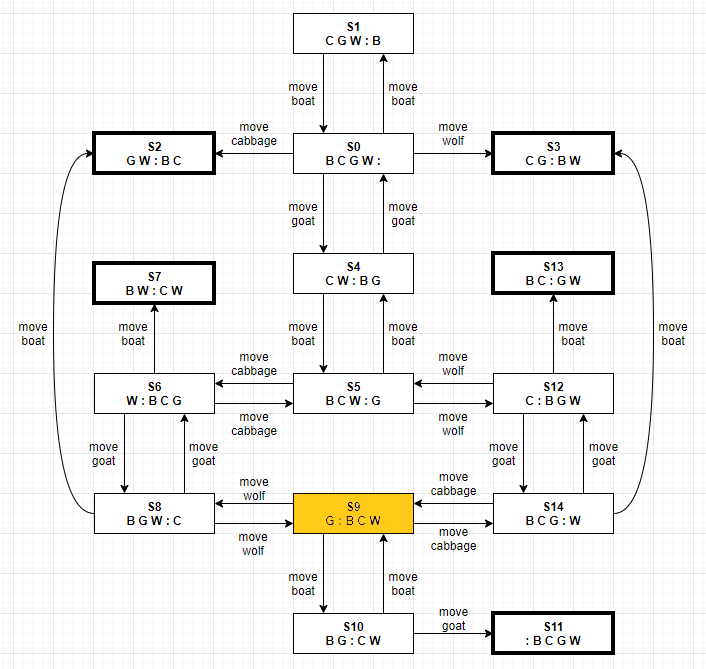 S1
C G W : B
move
boat
move
boat
move
cabbage
move
wolf
S2
G W : B C
S0
B C G W :
S3
C G : B W
move
goat
move
goat
S7
B W : C W
S4
C W : B G
S13
B C : G W
move
boat
move
boat
move
boat
move
boat
move
boat
move
boat
move
cabbage
move
wolf
S6
W : B C G
S5
B C W : G
S12
C : B G W
move
cabbage
move
wolf
move
goat
move
goat
move
goat
move
goat
move
wolf
move
cabbage
S8
B G W : C
S9
G : B C W
S14
B C G : W
move
wolf
move
cabbage
move
boat
move
boat
S10
B G : C W
move
goat
S11
: B C G W